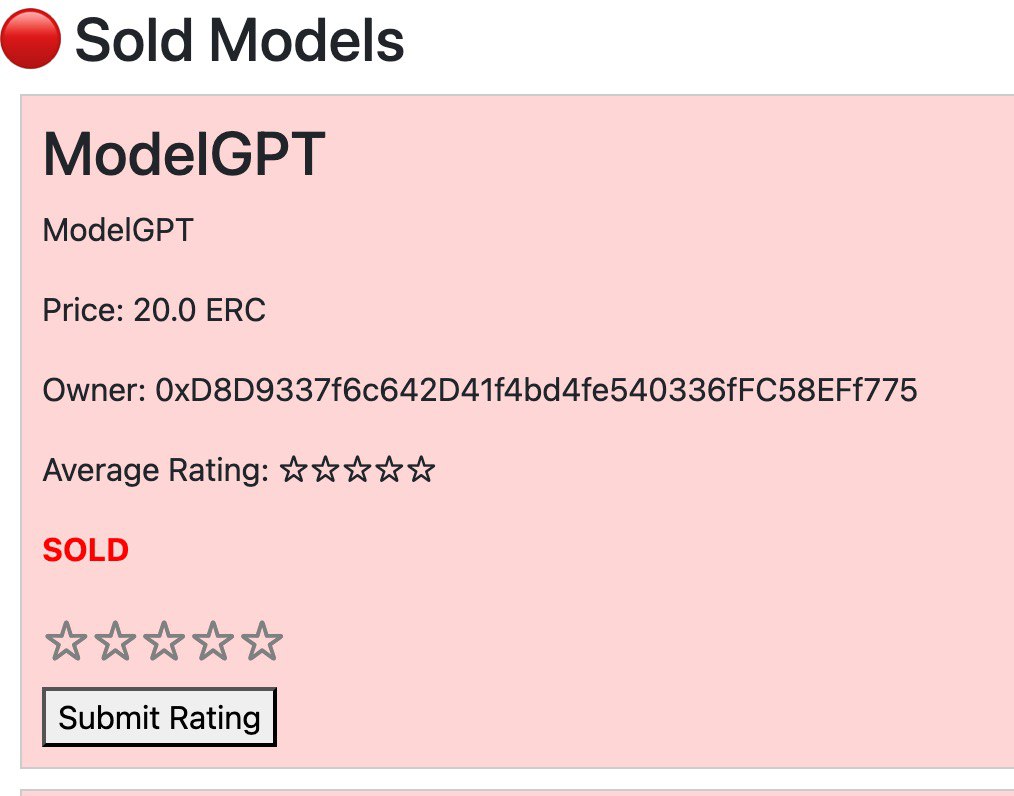 🔴 Sold Models
ModelGPT
ModelGPT
Price: 20.0 ERC
Owner: 0xD8D9337f6c642D41f4bd4fe540336fFC58EFf775
Average Rating: ☆☆☆☆☆
SOLD
☆☆☆☆☆
Submit Rating